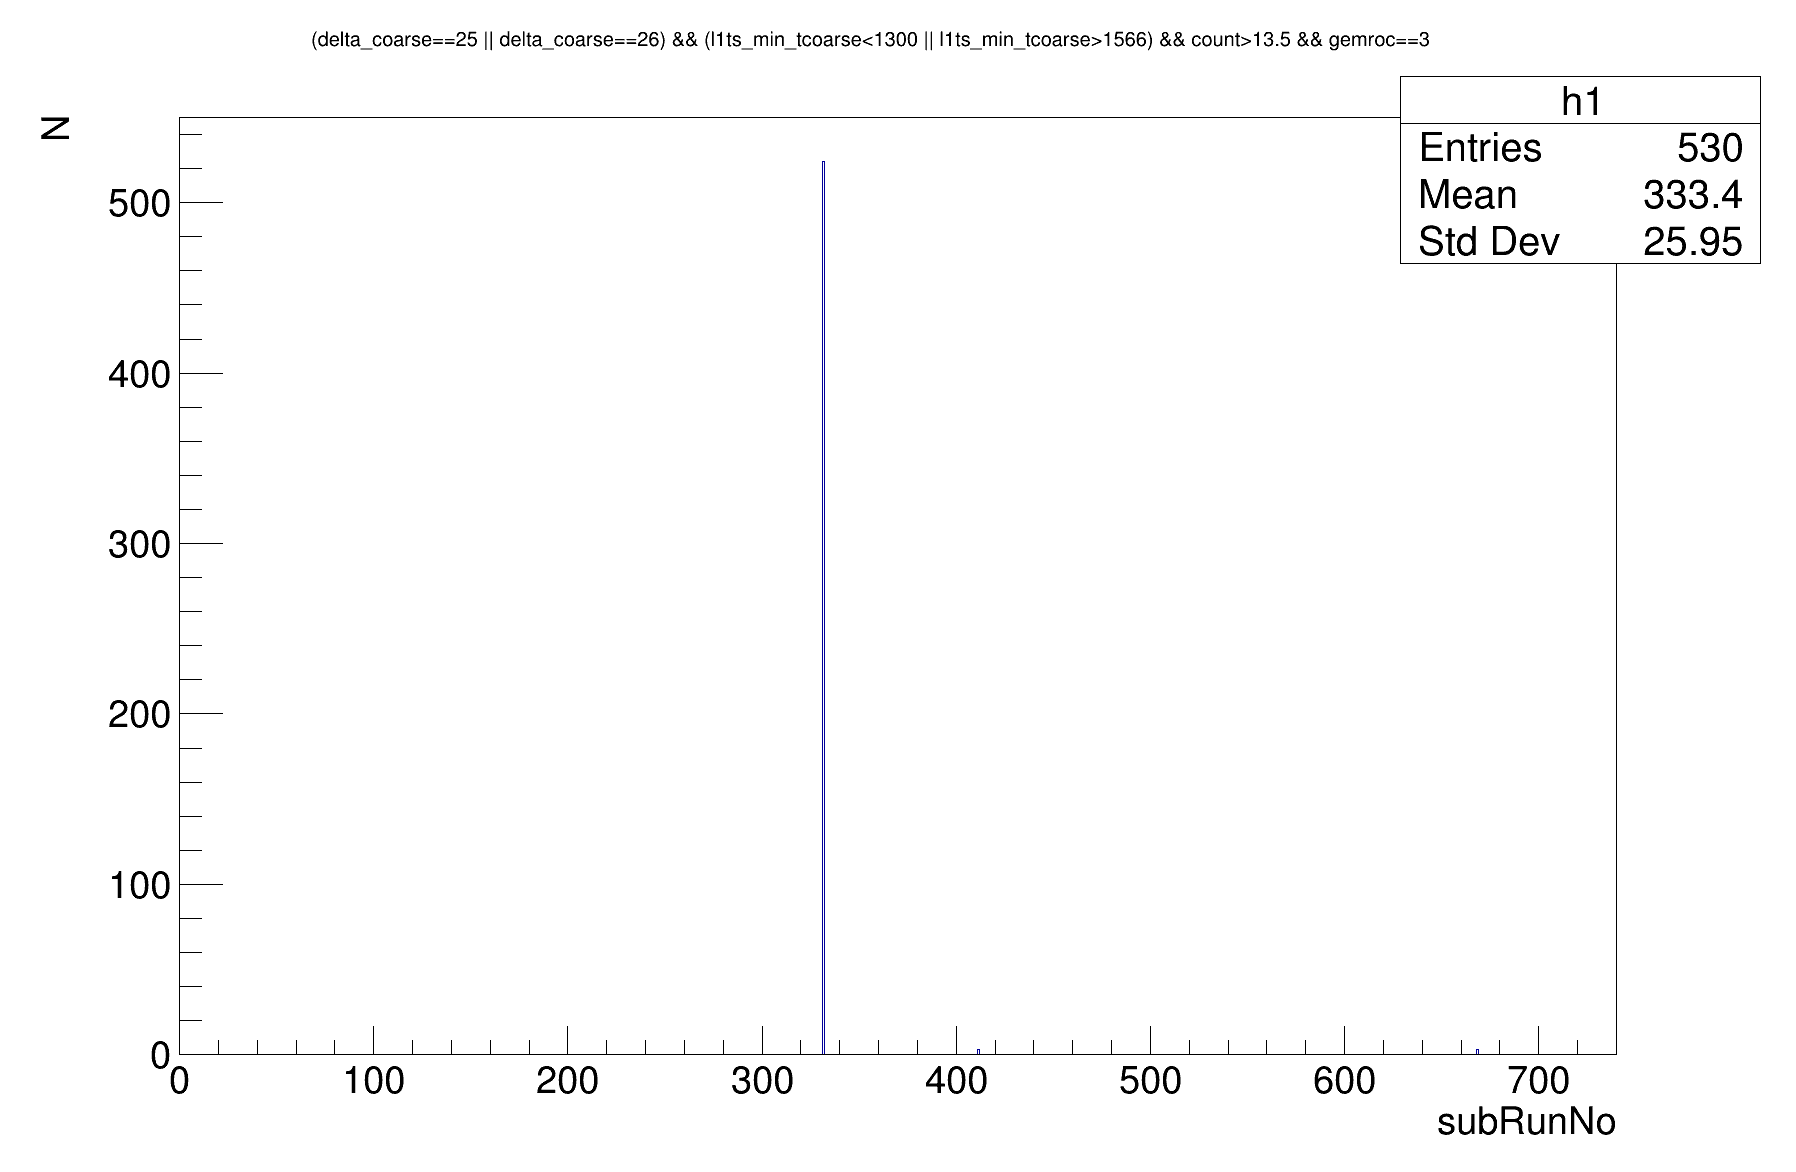 (delta_coarse==25 || delta_coarse==26) && (l1ts_min_tcoarse<1300 || l1ts_min_tcoarse>1566) && count>13.5 && gemroc==3
h1
Entries 530
Mean 333.4
Std Dev 25.95
N
500
400
300
200
100
0
0 100 200 300 400 500 600 700
subRunNo